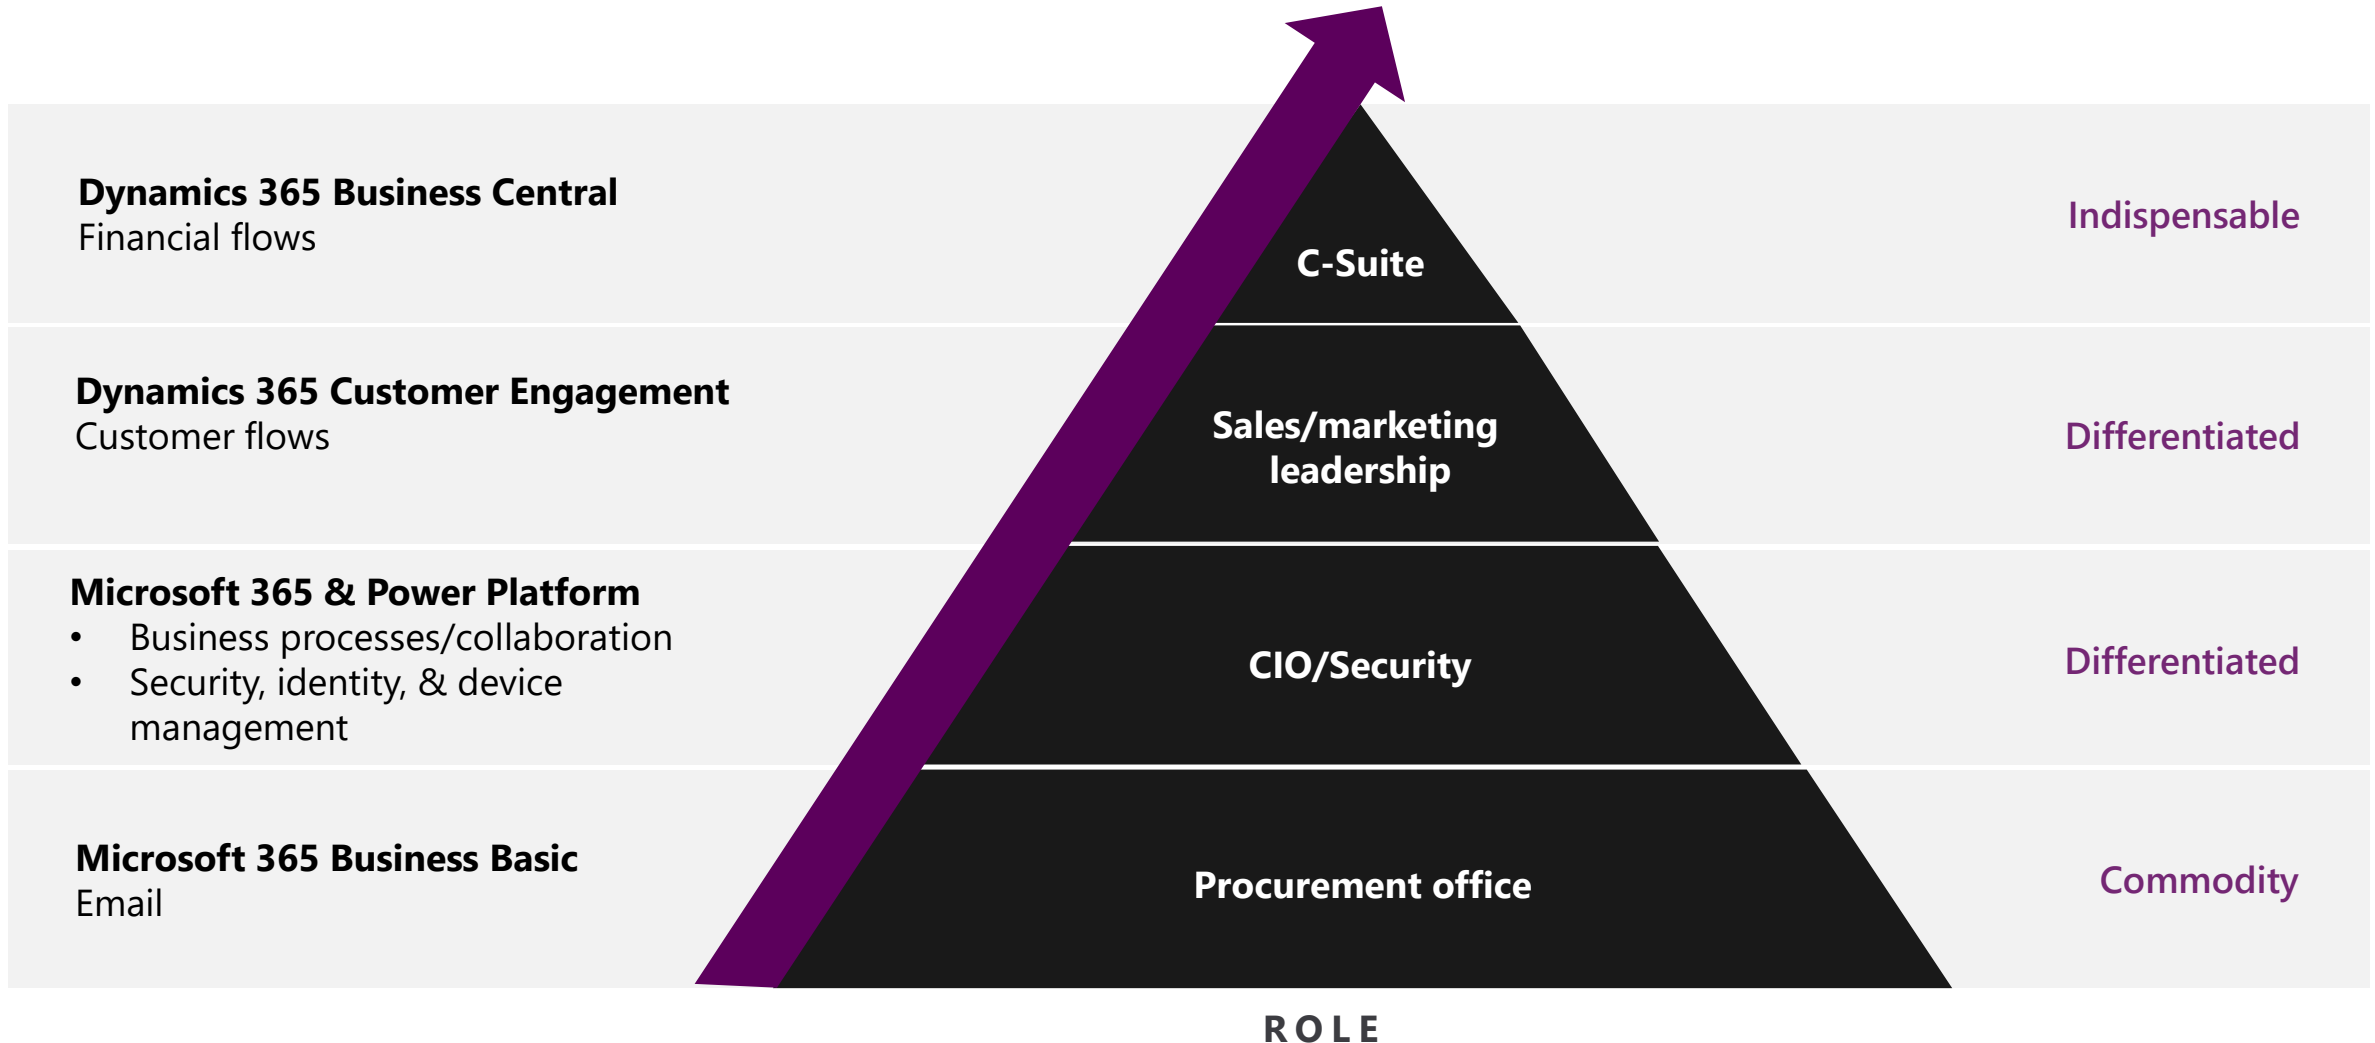 Dynamics 365 Business Central
Financial flows
C-Suite
Indispensable
Dynamics 365 Customer Engagement
Customer flows
Sales/marketing
leadership
Differentiated
Microsoft 365 & Power Platform
• Business processes/collaboration
• Security, identity, & device
management
CIO/Security
Differentiated
Microsoft 365 Business Basic
Email
Procurement office
Commodity
ROLE